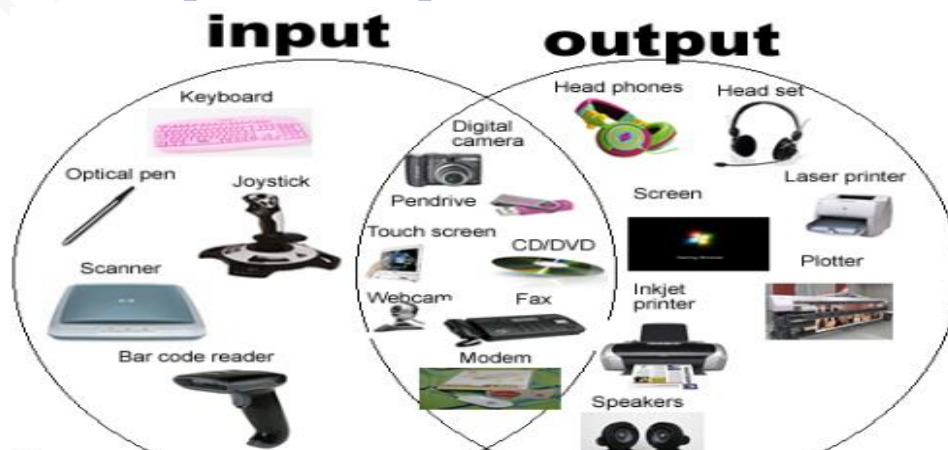 input
output
Keyboard
Optical pen
Joystick
Scanner
Bar code reader
Digital
camera
Pendrive
Touch screen
CD/DVD
Webcam
Fax
Modem
Head phones
Head set
Screen
Laser printer
Plotter
Inkjet
printer
Speakers